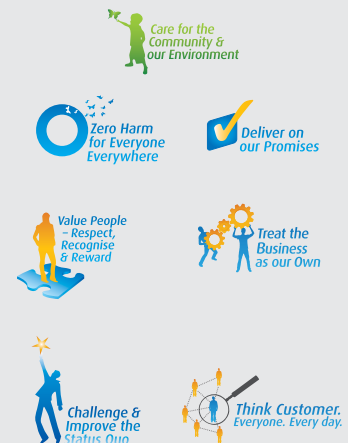 Care for the
Community &
our Environment
Zero Harm
for Everyone
Everywhere
Deliver on
our Promises
Value People
– Respect,
Recognise
& Reward
Treat the
Business
as our Own
Challenge &
Improve the
Status Quo
Think Customer.
Everyone. Every day.